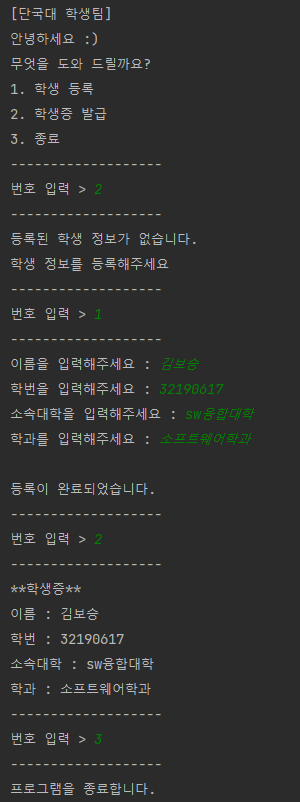 [단국대 학생팀]
안녕하세요 :)
무엇을 도와 드릴까요?
1. 학생 등록
2. 학생증 발급
3. 종료
-------------------
번호 입력 > 2
-------------------
등록된 학생 정보가 없습니다.
학생 정보를 등록해주세요
-------------------
번호 입력 > 1
-------------------
이름을 입력해주세요 : 김보승
학번을 입력해주세요 : 32190617
소속대학을 입력해주세요 : sw융합대학
학과를 입력해주세요 : 소프트웨어학과
등록이 완료되었습니다.
-------------------
번호 입력 > 2
-------------------
**학생증**
이름 : 김보승
학번 : 32190617
소속대학 : sw융합대학
학과 : 소프트웨어학과
-------------------
번호 입력 > 3
-------------------
프로그램을 종료합니다.